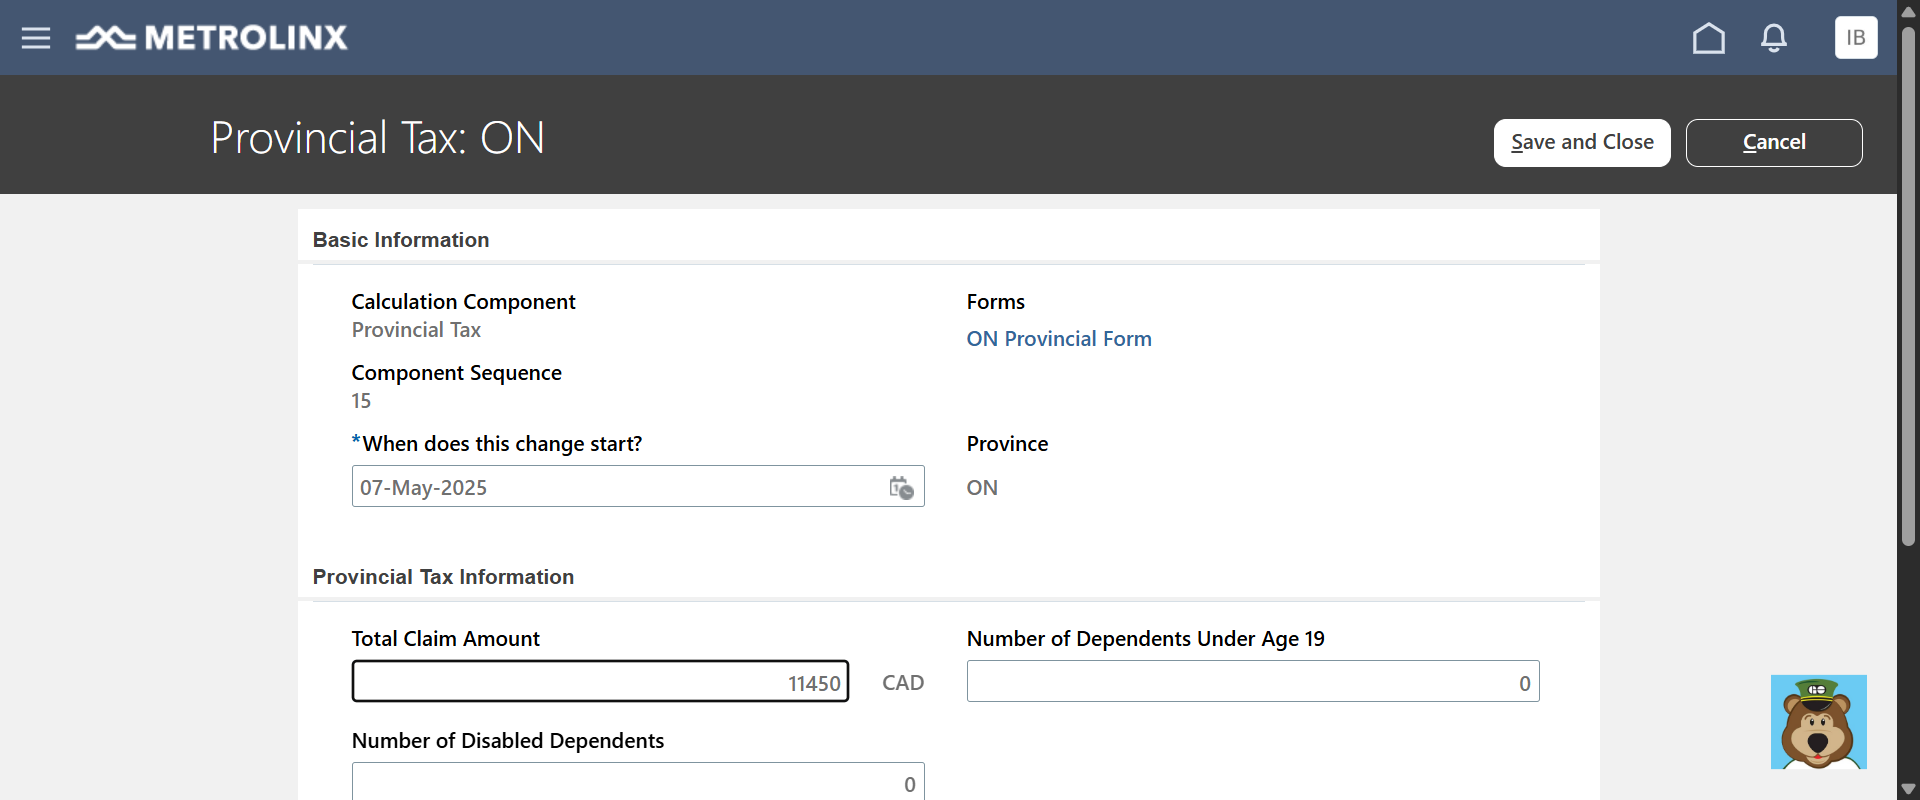 METROLINX
IB
Provincial Tax: ON
Save and Close
Cancel
Basic Information
Calculation Component
Provincial Tax
Forms
ON Provincial Form
Component Sequence
15
*When does this change start?
07-May-2025
Province
ON
Provincial Tax Information
Total Claim Amount
11450
CAD
Number of Dependents Under Age 19
0
Number of Disabled Dependents
0
GO